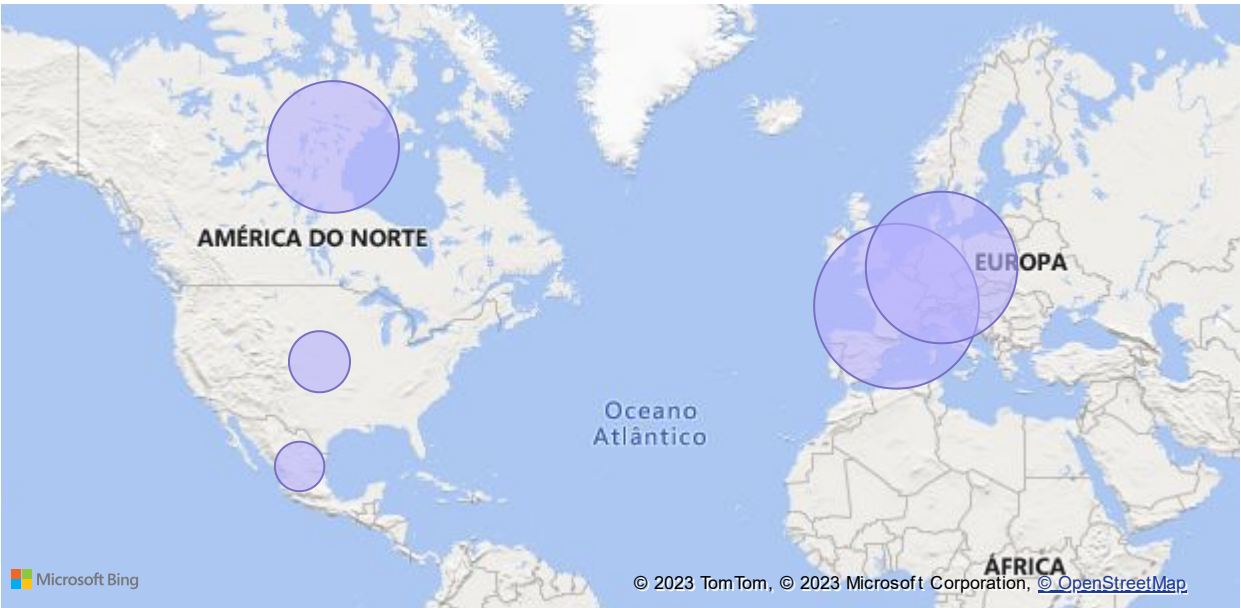 AMÉRICA DO NORTE
EUROPA
Oceano
Atlântico
ÁFRICA
Microsoft Bing
© 2023 TomTom, © 2023 Microsoft Corporation, © OpenStreetMap